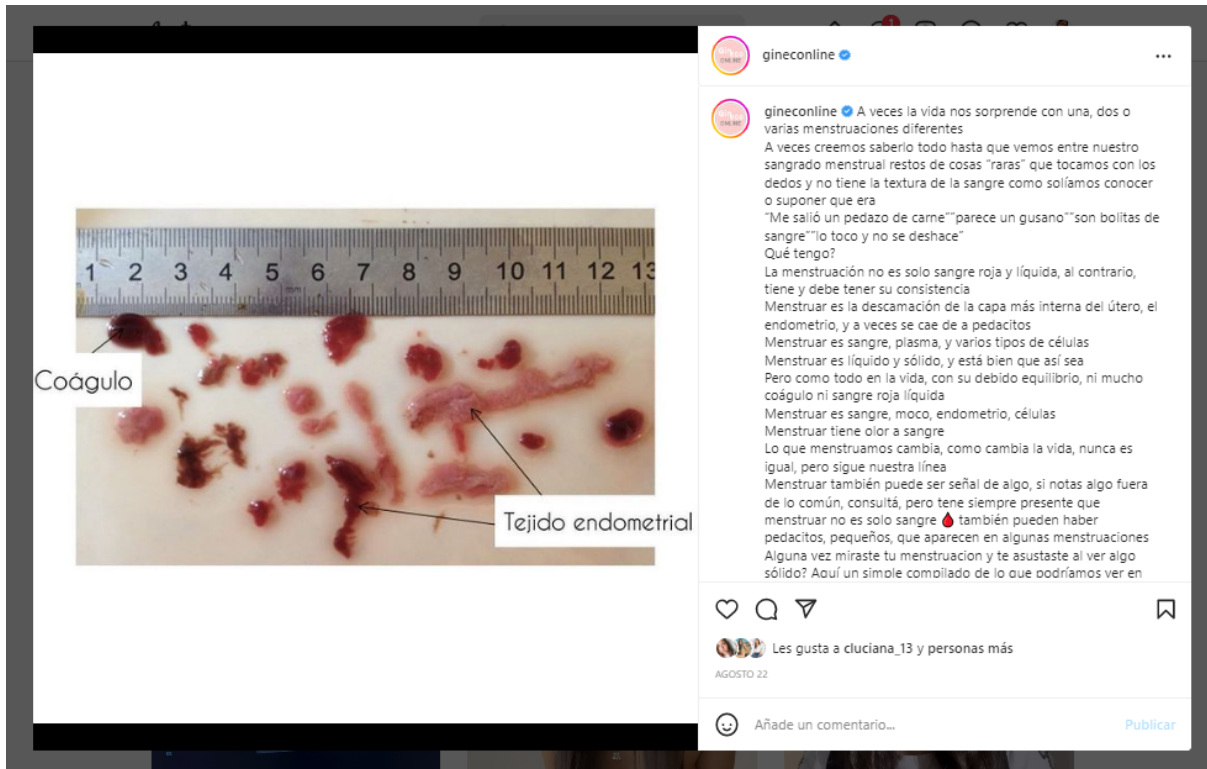 gineconline
gineconline A veces la vida nos sorprende con una, dos o
varias menstruaciones diferentes
A veces creemos saberlo todo hasta que vemos entre nuestro
sangrado menstrual restos de cosas "raras" que tocamos con los
dedos y no tiene la textura de la sangre como solíamos conocer
o suponer que era
"Me salió un pedazo de carne""parece un gusano""son bolitas de
sangre""lo toco y no se deshace"
Qué tengo?
La menstruación no es solo sangre roja y líquida, al contrario,
tiene y debe tener su consistencia
Menstruar es la descamación de la capa más interna del útero, el
endometrio, y a veces se cae de a pedacitos
Menstruar es sangre, plasma, y varios tipos de células
Menstruar es líquido y sólido, y está bien que así sea
Pero como todo en la vida, con su debido equilibrio, ni mucho
coágulo ni sangre roja líquida
Menstruar es sangre, moco, endometrio, células
Menstruar tiene olor a sangre
Lo que menstruamos cambia, como cambia la vida, nunca es
igual, pero sigue nuestra línea
Menstruar también puede ser señal de algo, si notas algo fuera
de lo común, consultá, pero tene siempre presente que
menstruar no es solo sangre 🩸 también pueden haber
pedacitos, pequeños, que aparecen en algunas menstruaciones
Alguna vez miraste tu menstruacion y te asustaste al ver algo
sólido? Aquí un simple compilado de lo que podríamos ver en
1 2 3 4 5 6 7 8 9 10 11 12 13
Coágulo
Tejido endometrial
Les gusta a cluciana_13 y personas más
AGOSTO 22
Añade un comentario...
Publicar